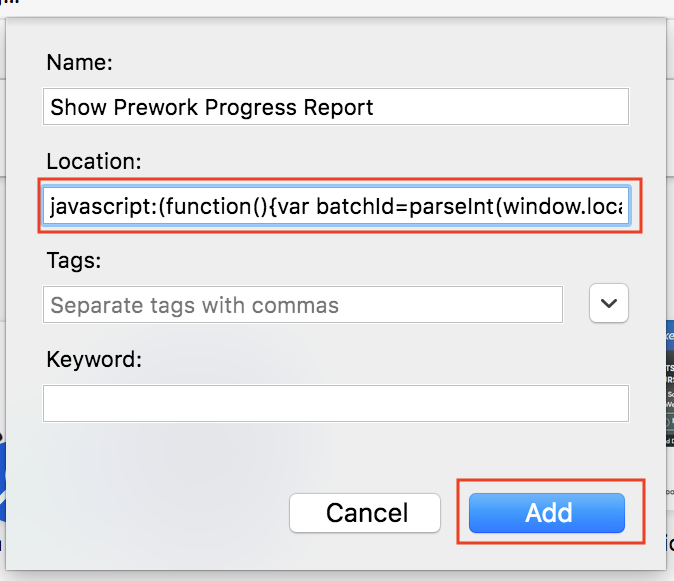 Name:
Show Prework Progress Report
Location:
javascript:(function(){var batchId=parseInt(window.loca
Tags:
Separate tags with commas
Keyword:
Cancel
Add